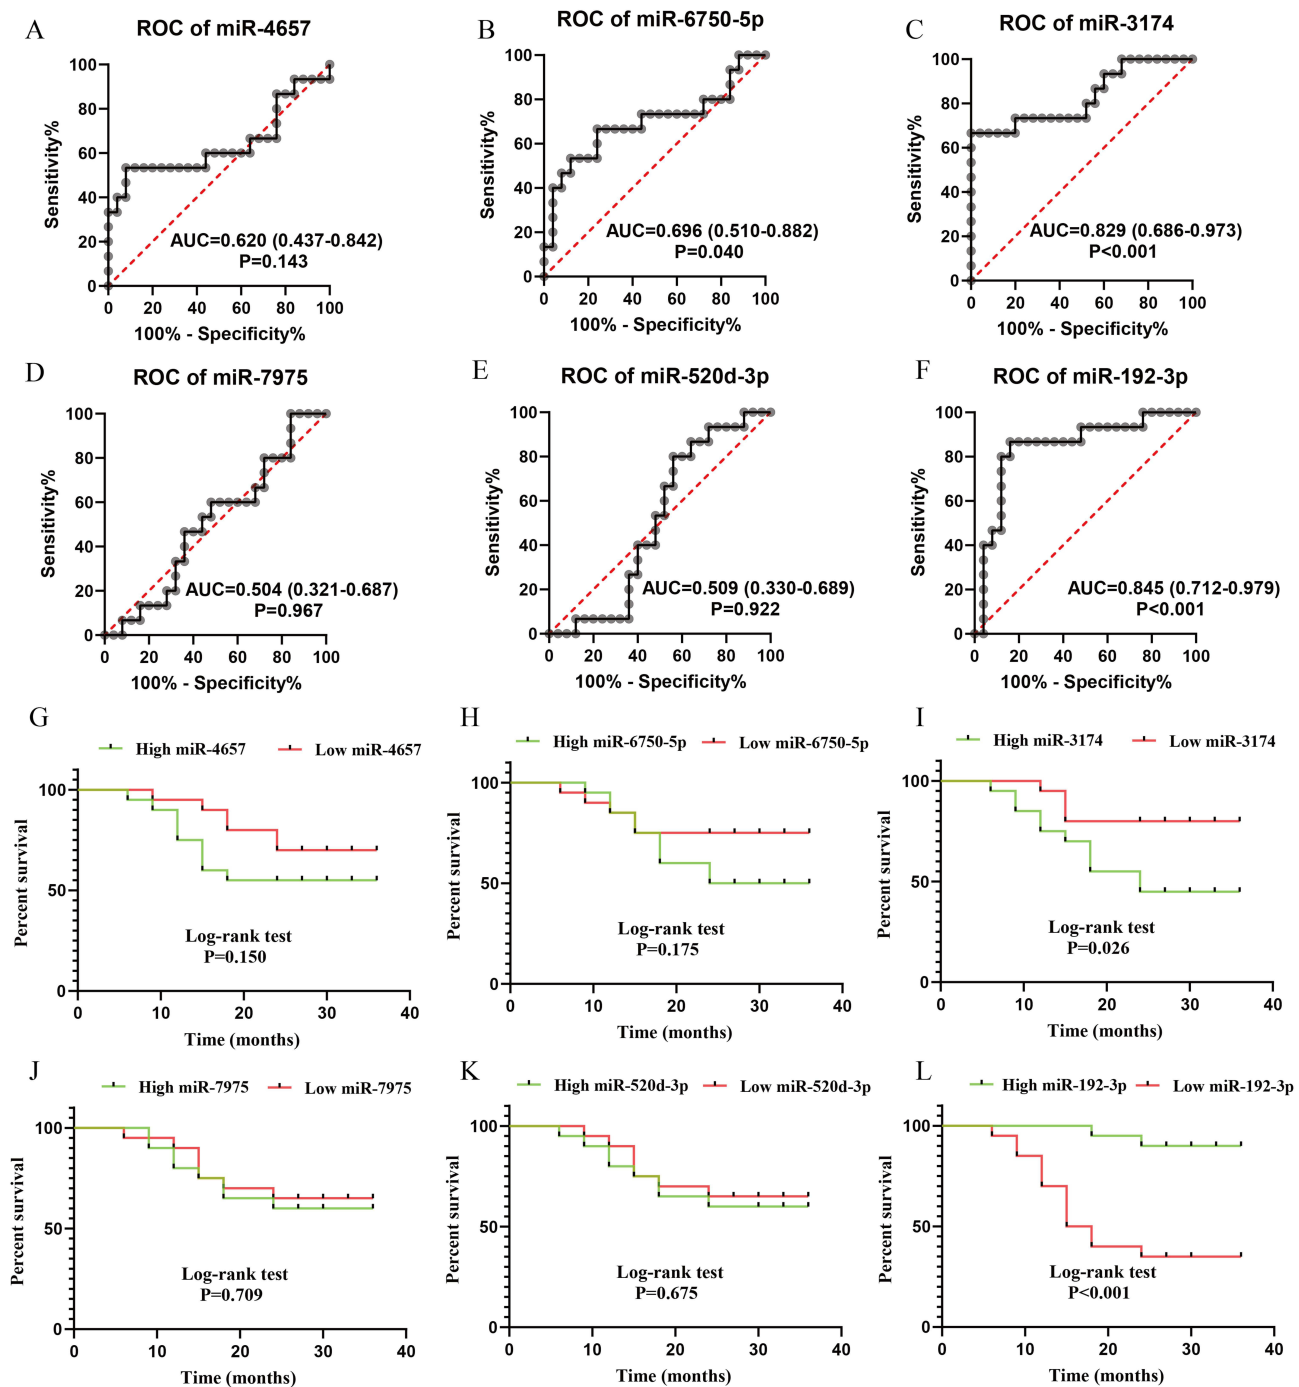 A
ROC of miR-4657
100
80
60
40
20
0
Sensitivity%
AUC=0.620 (0.437-0.842)
P=0.143
0 20 40 60 80 100
100% - Specificity%
B
ROC of miR-6750-5p
100
80
60
40
20
0
Sensitivity%
AUC=0.696 (0.510-0.882)
P=0.040
0 20 40 60 80 100
100% - Specificity%
C
ROC of miR-3174
100
80
60
40
20
0
Sensitivity%
AUC=0.829 (0.686-0.973)
P<0.001
0 20 40 60 80 100
100% - Specificity%
D
ROC of miR-7975
100
80
60
40
20
0
Sensitivity%
AUC=0.504 (0.321-0.687)
P=0.967
0 20 40 60 80 100
100% - Specificity%
E
ROC of miR-520d-3p
100
80
60
40
20
0
Sensitivity%
AUC=0.509 (0.330-0.689)
P=0.922
0 20 40 60 80 100
100% - Specificity%
F
ROC of miR-192-3p
100
80
60
40
20
0
Sensitivity%
AUC=0.845 (0.712-0.979)
P<0.001
0 20 40 60 80 100
100% - Specificity%
G
High miR-4657 Low miR-4657
100
50
0
Percent survival
Log-rank test
P=0.150
0 10 20 30 40
Time (months)
H
High miR-6750-5p Low miR-6750-5p
100
50
0
Percent survival
Log-rank test
P=0.175
0 10 20 30 40
Time (months)
I
High miR-3174 Low miR-3174
100
50
0
Percent survival
Log-rank test
P=0.026
0 10 20 30 40
Time (months)
J
High miR-7975 Low miR-7975
100
50
0
Percent survival
Log-rank test
P=0.709
0 10 20 30 40
Time (months)
K
High miR-520d-3p Low miR-520d-3p
100
50
0
Percent survival
Log-rank test
P=0.675
0 10 20 30 40
Time (months)
L
High miR-192-3p Low miR-192-3p
100
50
0
Percent survival
Log-rank test
P<0.001
0 10 20 30 40
Time (months)